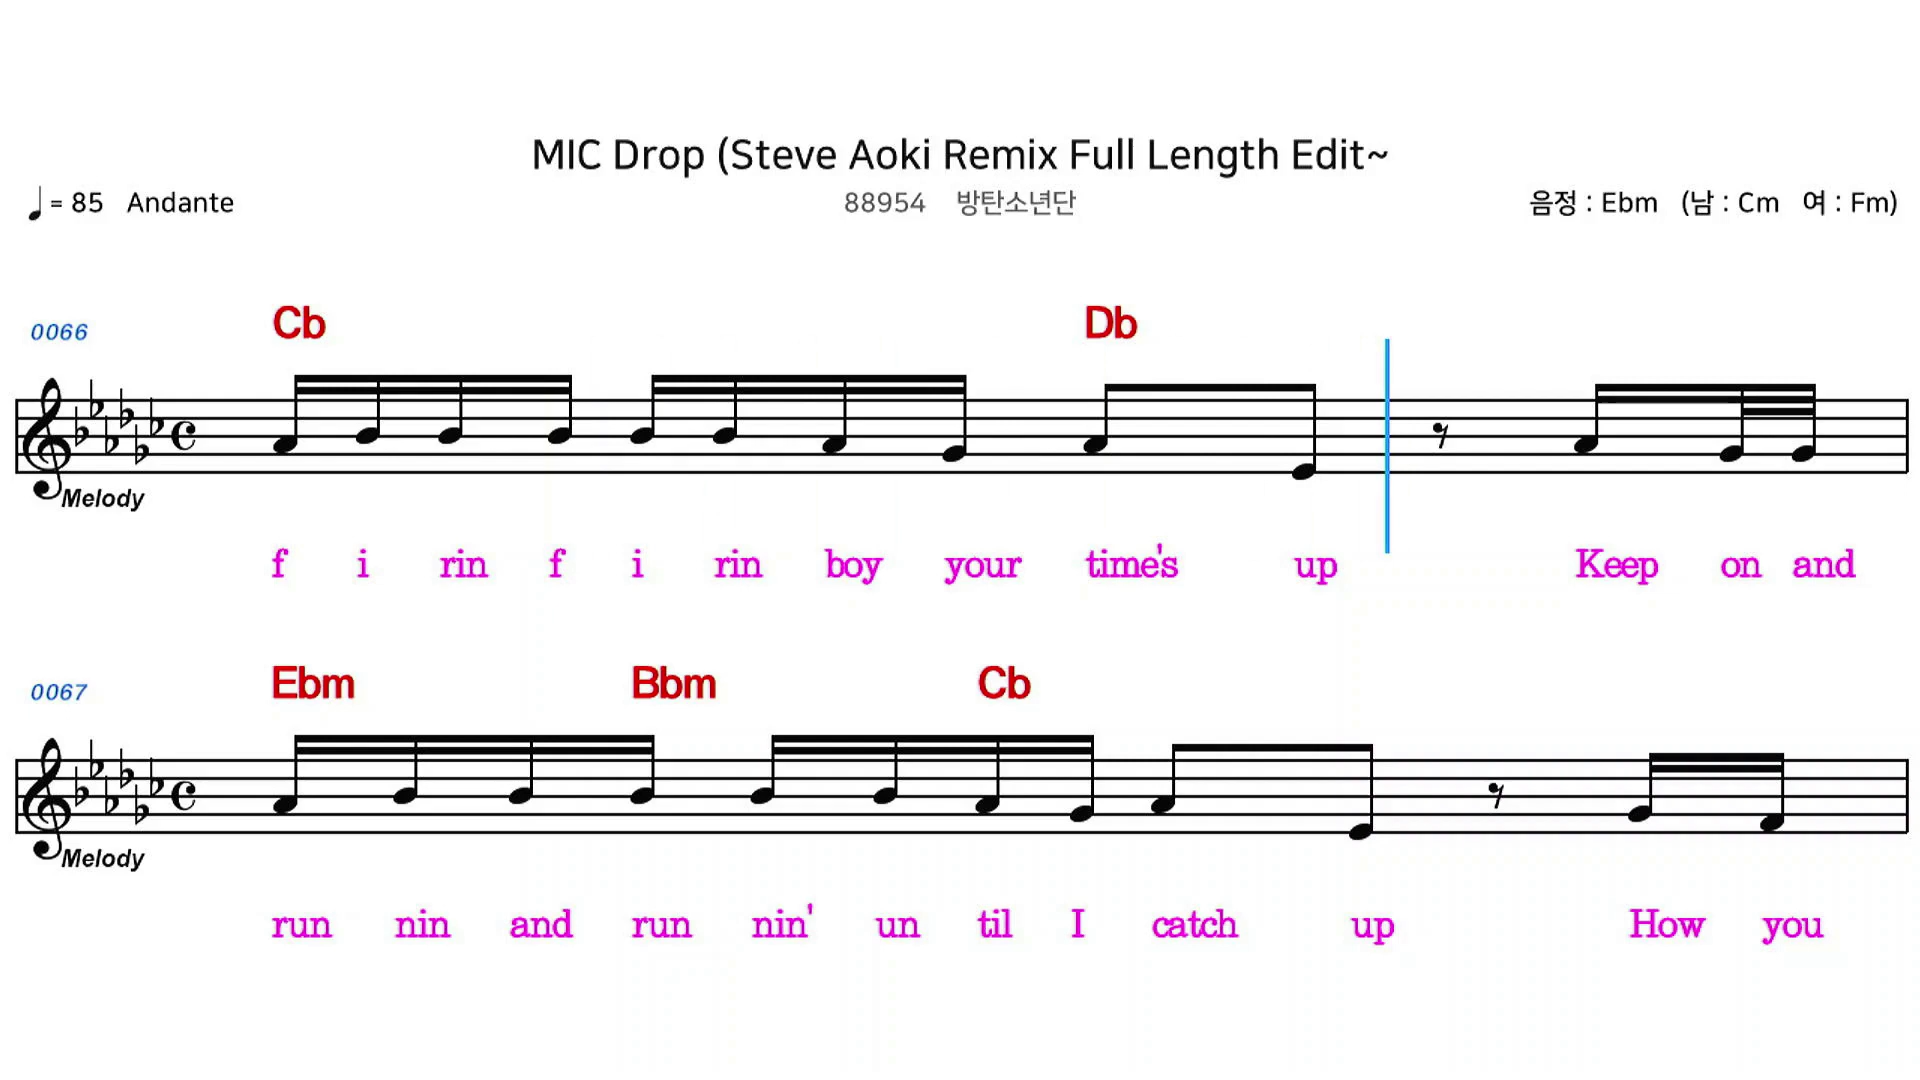 MIC Drop (Steve Aoki Remix Full Length Edit~
= 85 Andante 88954 방탄소년단 음정 : Ebm (남 : Cm 여 : Fm)
0066 Cb Db
Melody
f i rin f i rin boy your time's up Keep on and
0067 Ebm Bbm Cb
Melody
run nin and run nin' un til I catch up How you